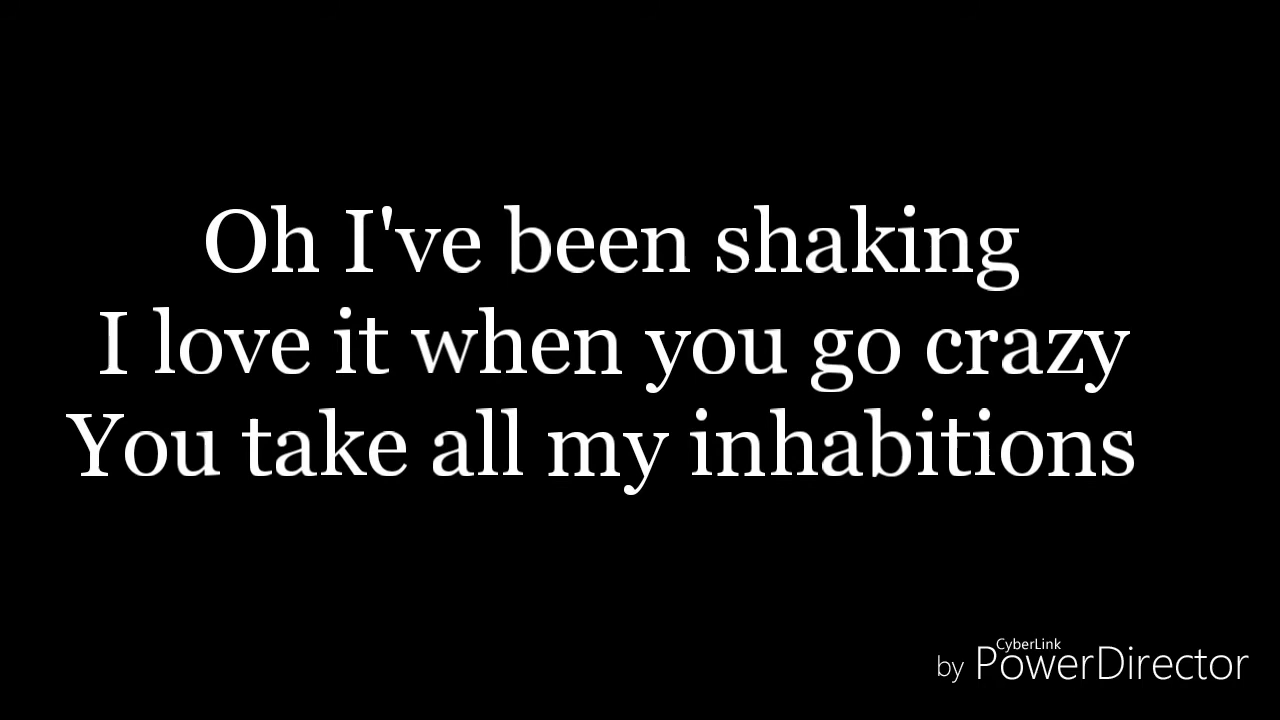 Oh I've been shaking
I love it when you go crazy
You take all my inhabitions
CyberLink
by PowerDirector